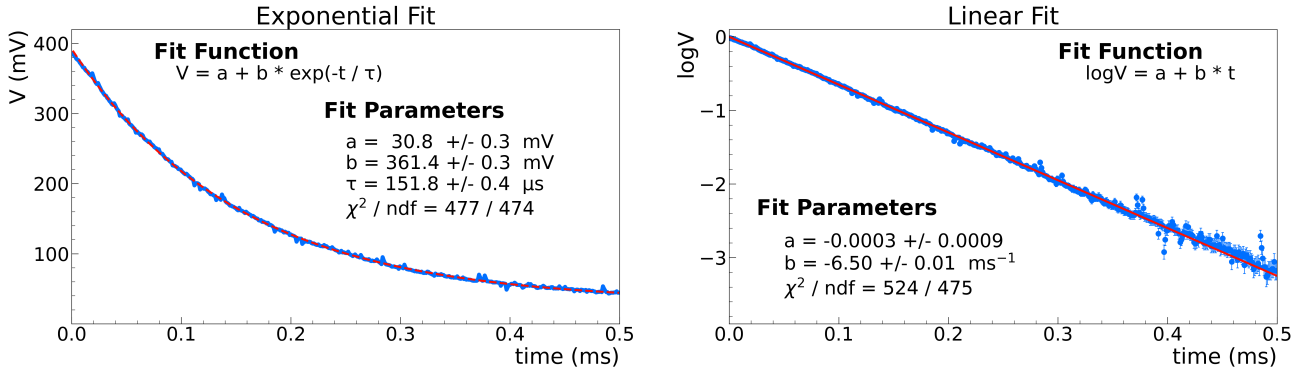 Exponential Fit
V (mV)
400
300
200
100
Fit Function
V = a + b * exp(-t / τ)
Fit Parameters
a = 30.8 +/- 0.3 mV
b = 361.4 +/- 0.3 mV
τ = 151.8 +/- 0.4 μs
χ² / ndf = 477 / 474
0.0 0.1 0.2 0.3 0.4 0.5
time (ms)
Linear Fit
logV
0
−1
−2
−3
Fit Function
logV = a + b * t
Fit Parameters
a = -0.0003 +/- 0.0009
b = -6.50 +/- 0.01 ms⁻¹
χ² / ndf = 524 / 475
0.0 0.1 0.2 0.3 0.4 0.5
time (ms)